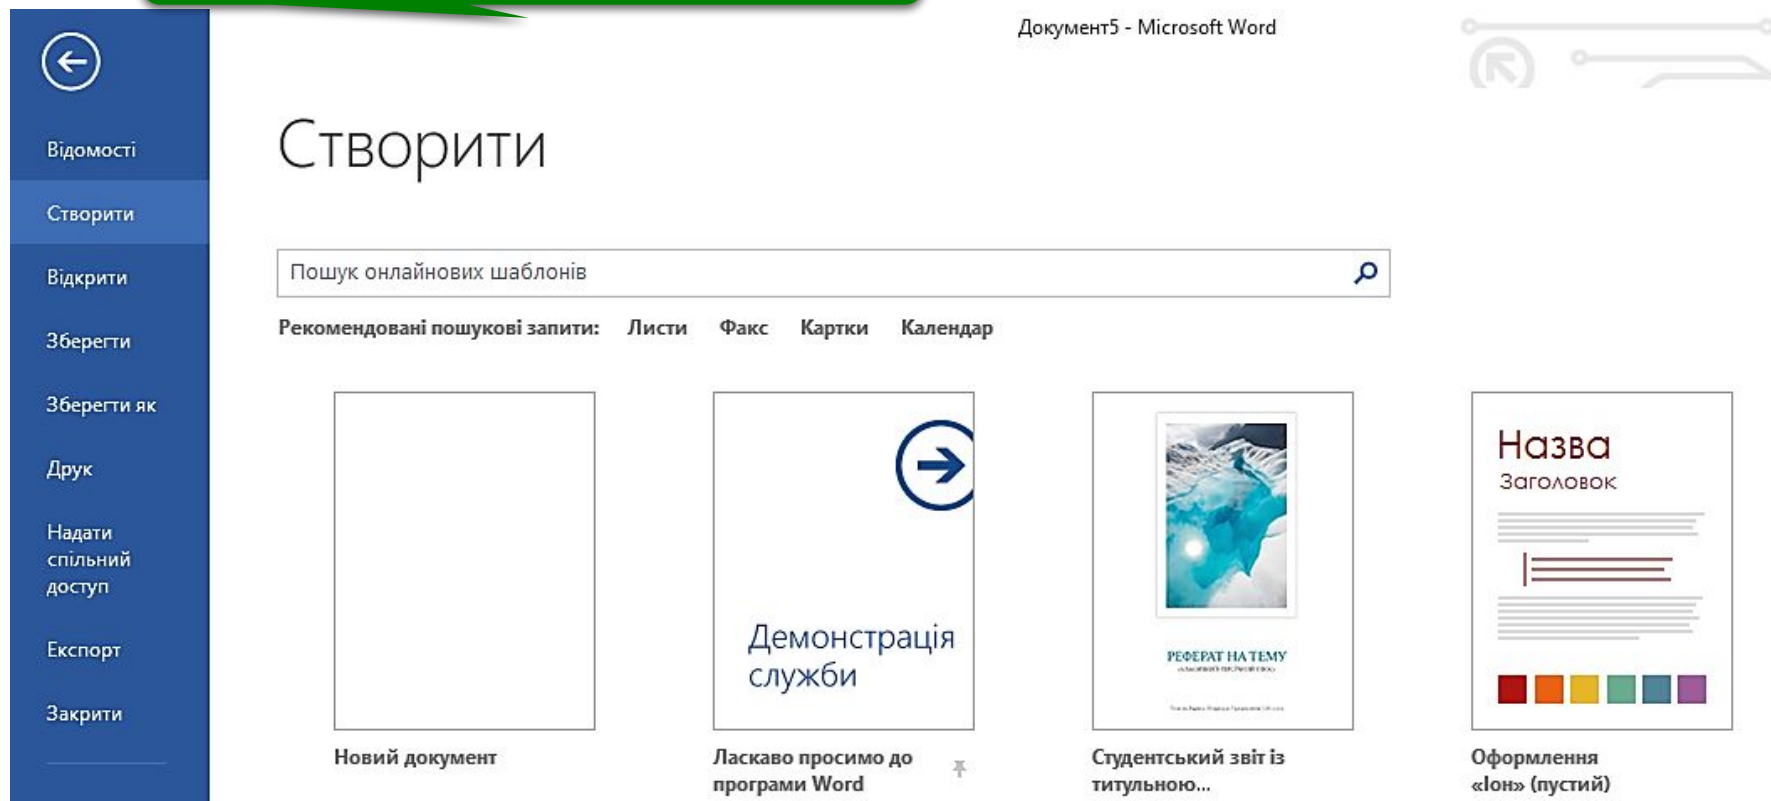 Документ5 - Microsoft Word
Відомості
Створити
Відкрити
Зберегти
Зберегти як
Друк
Надати
спільний
доступ
Експорт
Закрити
Створити
Пошук онлайнових шаблонів
Рекомендовані пошукові запити: Листи Факс Картки Календар
Демонстрація
служби
РЕФЕРАТ НА ТЕМУ
Назва
Заголовок
Новий документ
Ласкаво просимо до
програми Word
Студентський звіт із
титульною...
Оформлення
«Іон» (пустий)